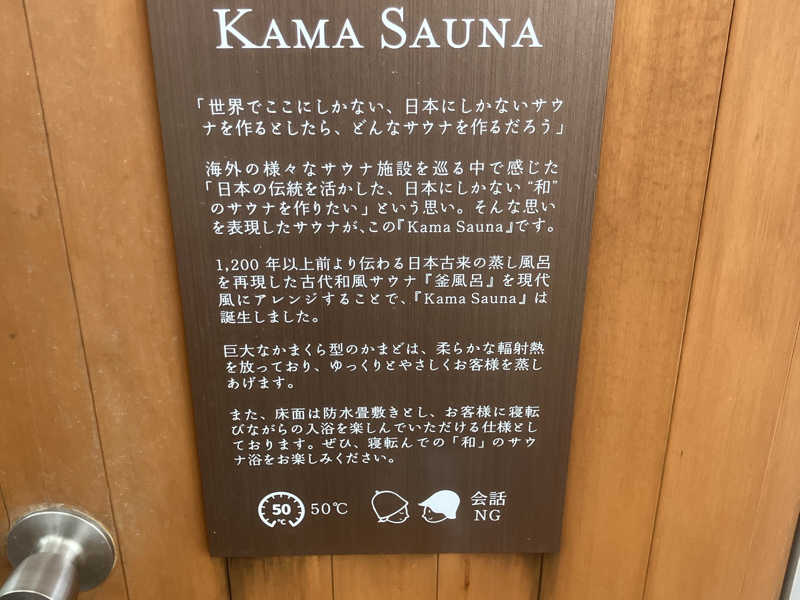 KAMA SAUNA
「世界でここにしかない、日本にしかないサウ
ナを作るとしたら、どんなサウナを作るだろう」
海外の様々なサウナ施設を巡る中で感じた
「日本の伝統を活かした、日本にしかない“和”
のサウナを作りたい」という思い。そんな思い
を表現したサウナが、この『Kama Sauna』です。
1,200 年以上前より伝わる日本古来の蒸し風呂
を再現した古代和風サウナ『釜風呂』を現代
風にアレンジすることで、『Kama Sauna』は
誕生しました。
巨大なかまくら型のかまどは、柔らかな輻射熱
を放っており、ゆっくりとやさしくお客様を蒸し
あげます。
また、床面は防水畳敷きとし、お客様に寝転
びながらの入浴を楽しんでいただける仕様とし
ております。ぜひ、寝転んでの「和」のサウ
ナ浴をお楽しみください。
50 ℃ 50℃ 会話
NG